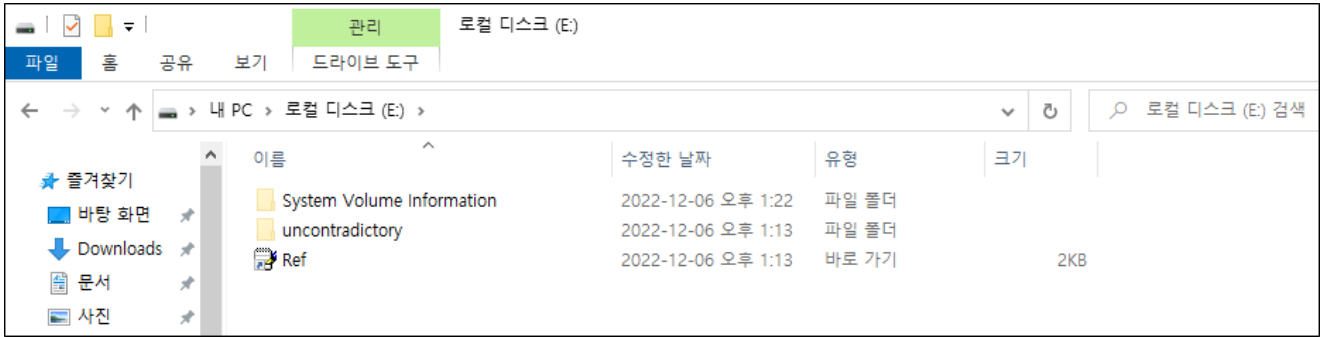 관리 로컬 디스크 (E:)
파일 홈 공유 보기 드라이브 도구
내 PC 로컬 디스크 (E:) 로컬 디스크 (E:) 검색
이름 수정한 날짜 유형 크기
즐겨찾기
System Volume Information 2022-12-06 오후 1:22 파일 폴더
바탕 화면
uncontradictory 2022-12-06 오후 1:13 파일 폴더
Downloads
Ref 2022-12-06 오후 1:13 바로 가기 2KB
문서
사진